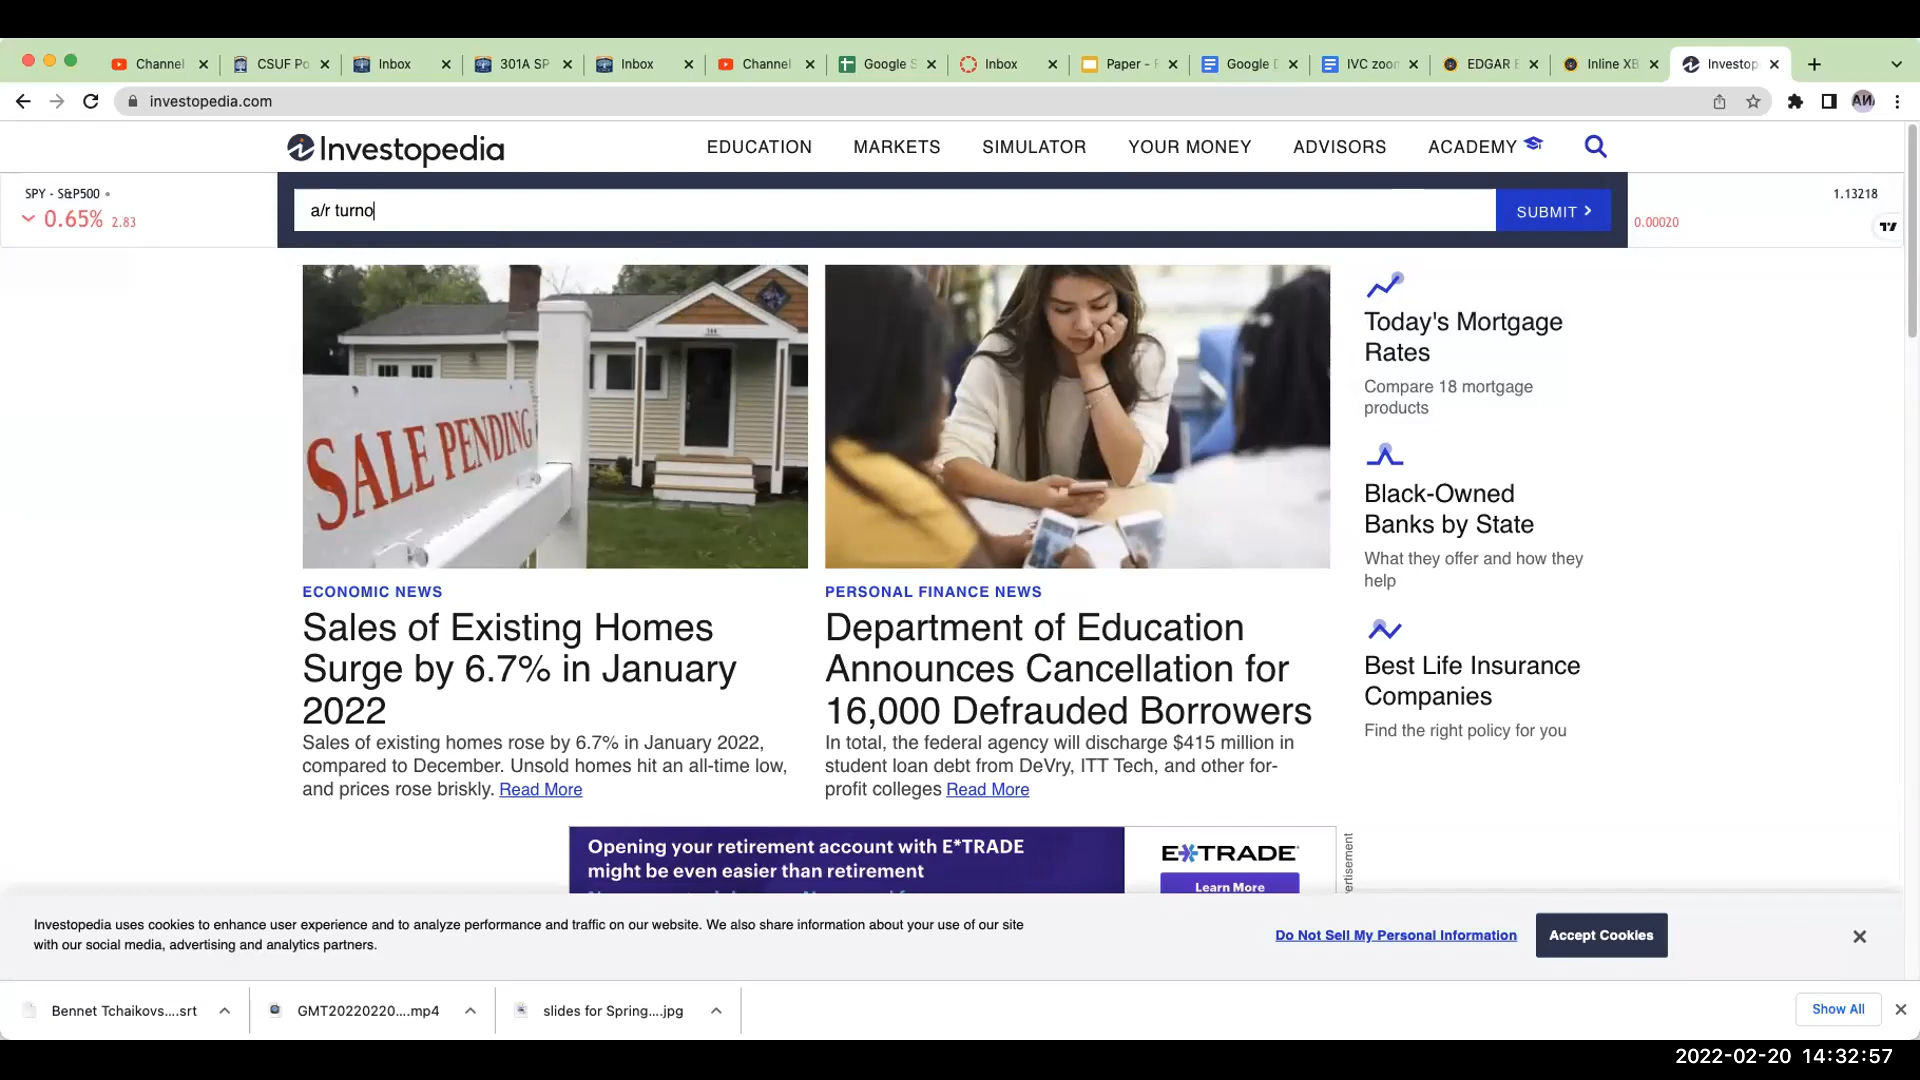 Channel
CSUF Po
Inbox
301A SP
Inbox
Channel
Google S
Inbox
Paper - F
Google D
IVC zoom
EDGAR E
Inline XB
Investop
investopedia.com
Investopedia
EDUCATION
MARKETS
SIMULATOR
YOUR MONEY
ADVISORS
ACADEMY
SPY - S&P500
0.65% 2.83
a/r turno
SUBMIT
1.13218
0.00020
SALE PENDING
Today's Mortgage
Rates
Compare 18 mortgage
products
Black-Owned
Banks by State
What they offer and how they
help
Best Life Insurance
Companies
Find the right policy for you
ECONOMIC NEWS
Sales of Existing Homes
Surge by 6.7% in January
2022
Sales of existing homes rose by 6.7% in January 2022,
compared to December. Unsold homes hit an all-time low,
and prices rose briskly. Read More
PERSONAL FINANCE NEWS
Department of Education
Announces Cancellation for
16,000 Defrauded Borrowers
In total, the federal agency will discharge $415 million in
student loan debt from DeVry, ITT Tech, and other for-
profit colleges Read More
Opening your retirement account with E*TRADE
might be even easier than retirement
E*TRADE
Learn More
Investopedia uses cookies to enhance user experience and to analyze performance and traffic on our website. We also share information about your use of our site
with our social media, advertising and analytics partners.
Do Not Sell My Personal Information
Accept Cookies
Bennet Tchaikovs....srt
GMT20220220....mp4
slides for Spring....jpg
Show All
2022-02-20 14:32:57